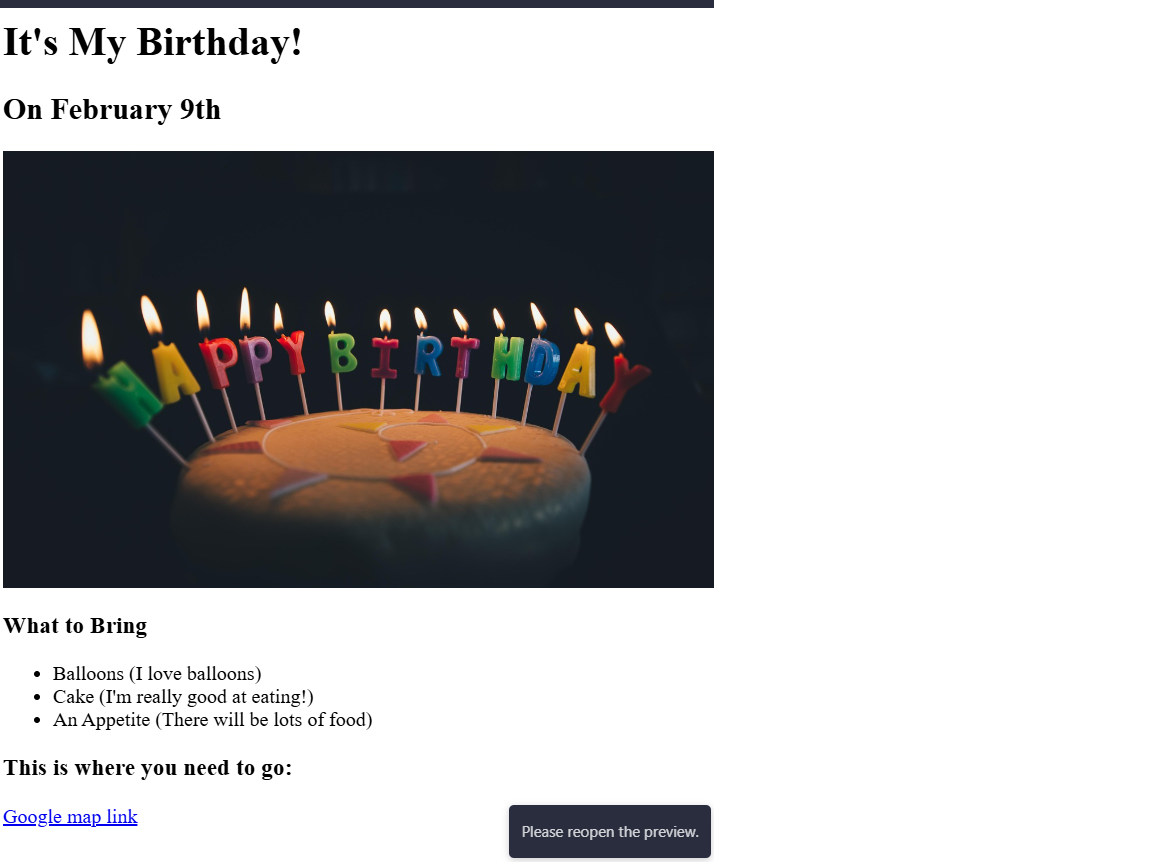 It's My Birthday!
On February 9th
HAPPY BIRTHDAY
What to Bring
Balloons (I love balloons)
Cake (I'm really good at eating!)
An Appetite (There will be lots of food)
This is where you need to go:
Google map link
Please reopen the preview.